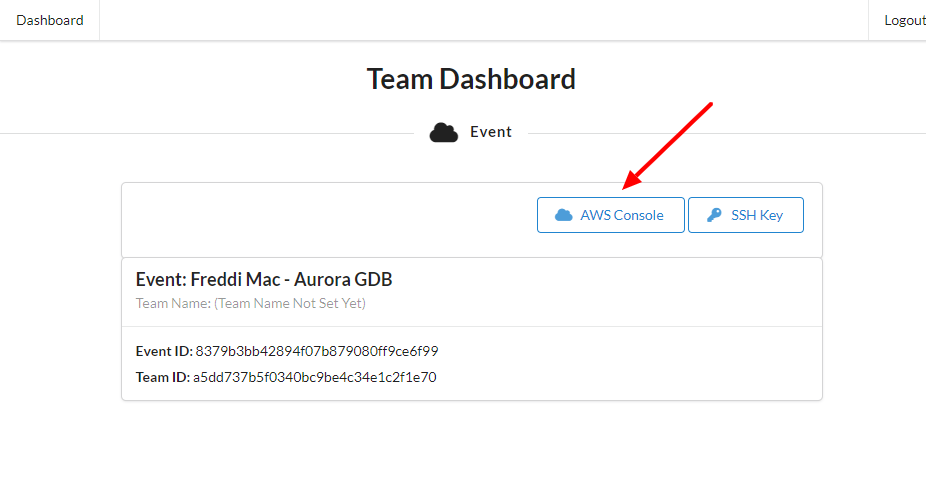 Dashboard
Logout
Team Dashboard
Event
AWS Console
SSH Key
Event: Freddi Mac - Aurora GDB
Team Name: (Team Name Not Set Yet)
Event ID: 8379b3bb42894f07b879080ff9ce6f99
Team ID: a5dd737b5f0340bc9be4c34e1c2f1e70